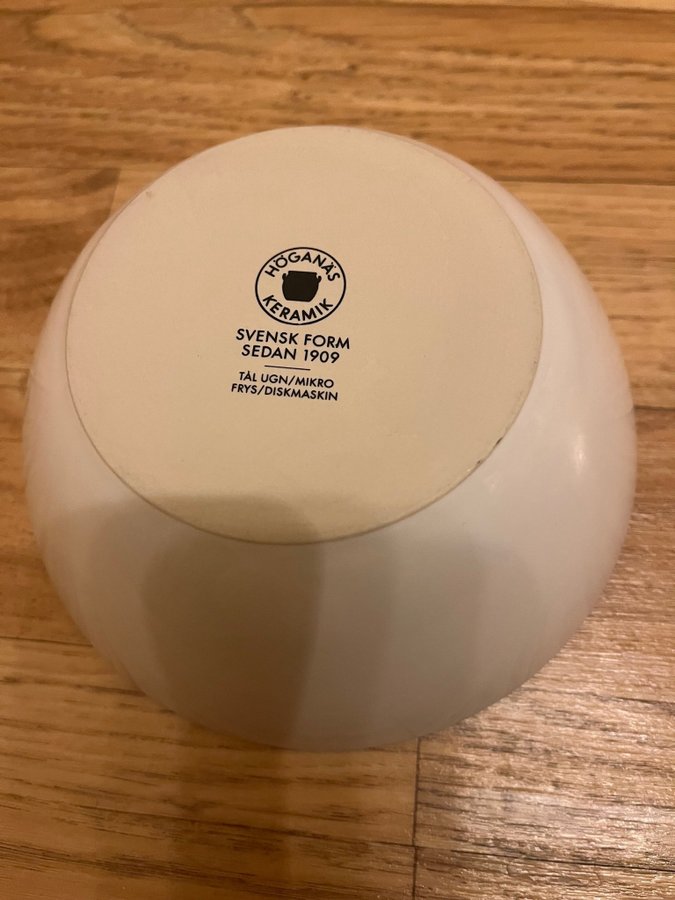 HÖGANÄS
KERAMIK
SVENSK FORM
SEDAN 1909
TÅL UGN/MIKRO
FRYS/DISKMASKIN